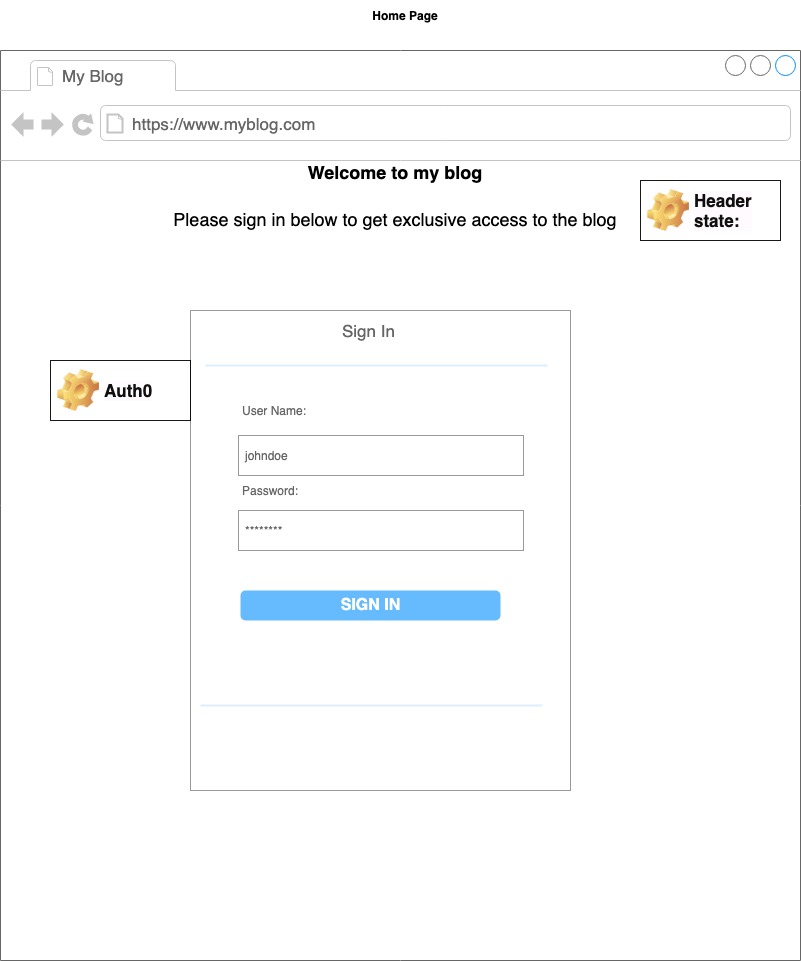 Home Page
My Blog
https://www.myblog.com
Welcome to my blog
Header
state:
Please sign in below to get exclusive access to the blog
Sign In
Auth0
User Name:
johndoe
Password:
********
SIGN IN